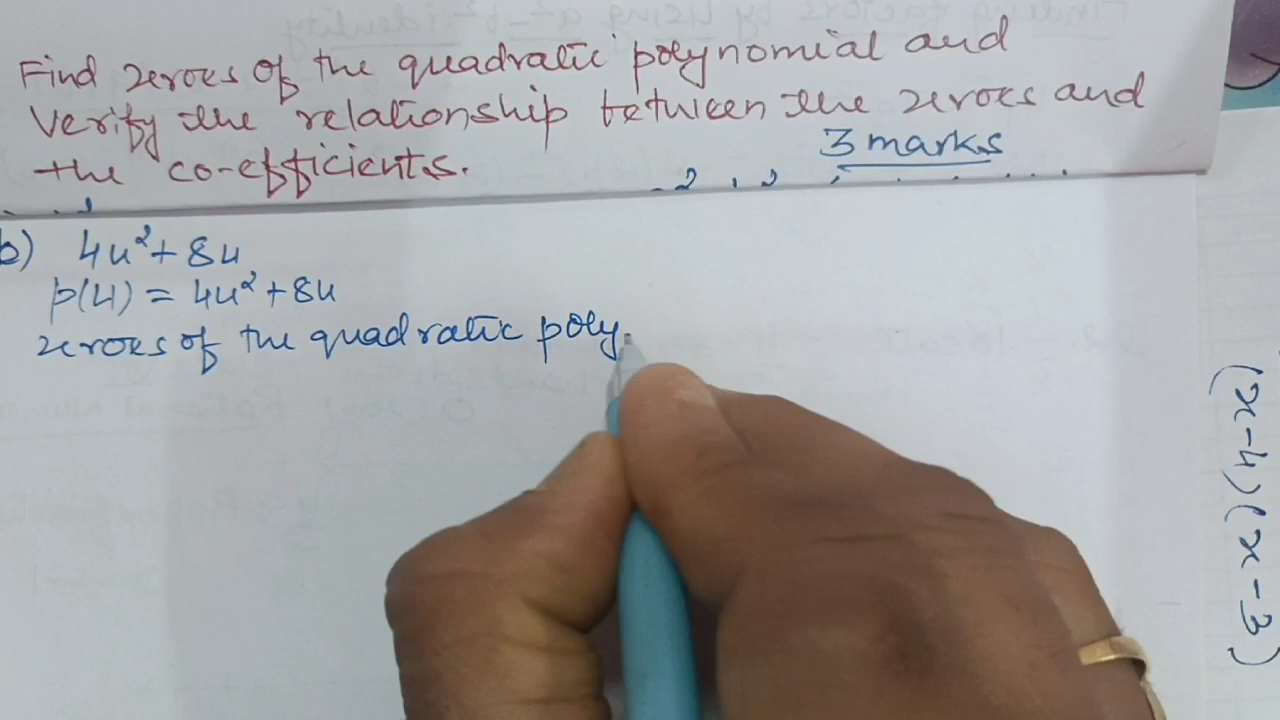 Find zeroes of the quadratic polynomial and
Verify the relationship between the zeroes and
the co-efficients.
3 marks
b) 4u²+8u
p(u) = 4u²+8u
zeroes of the quadratic poly
(x-4)(x-3)